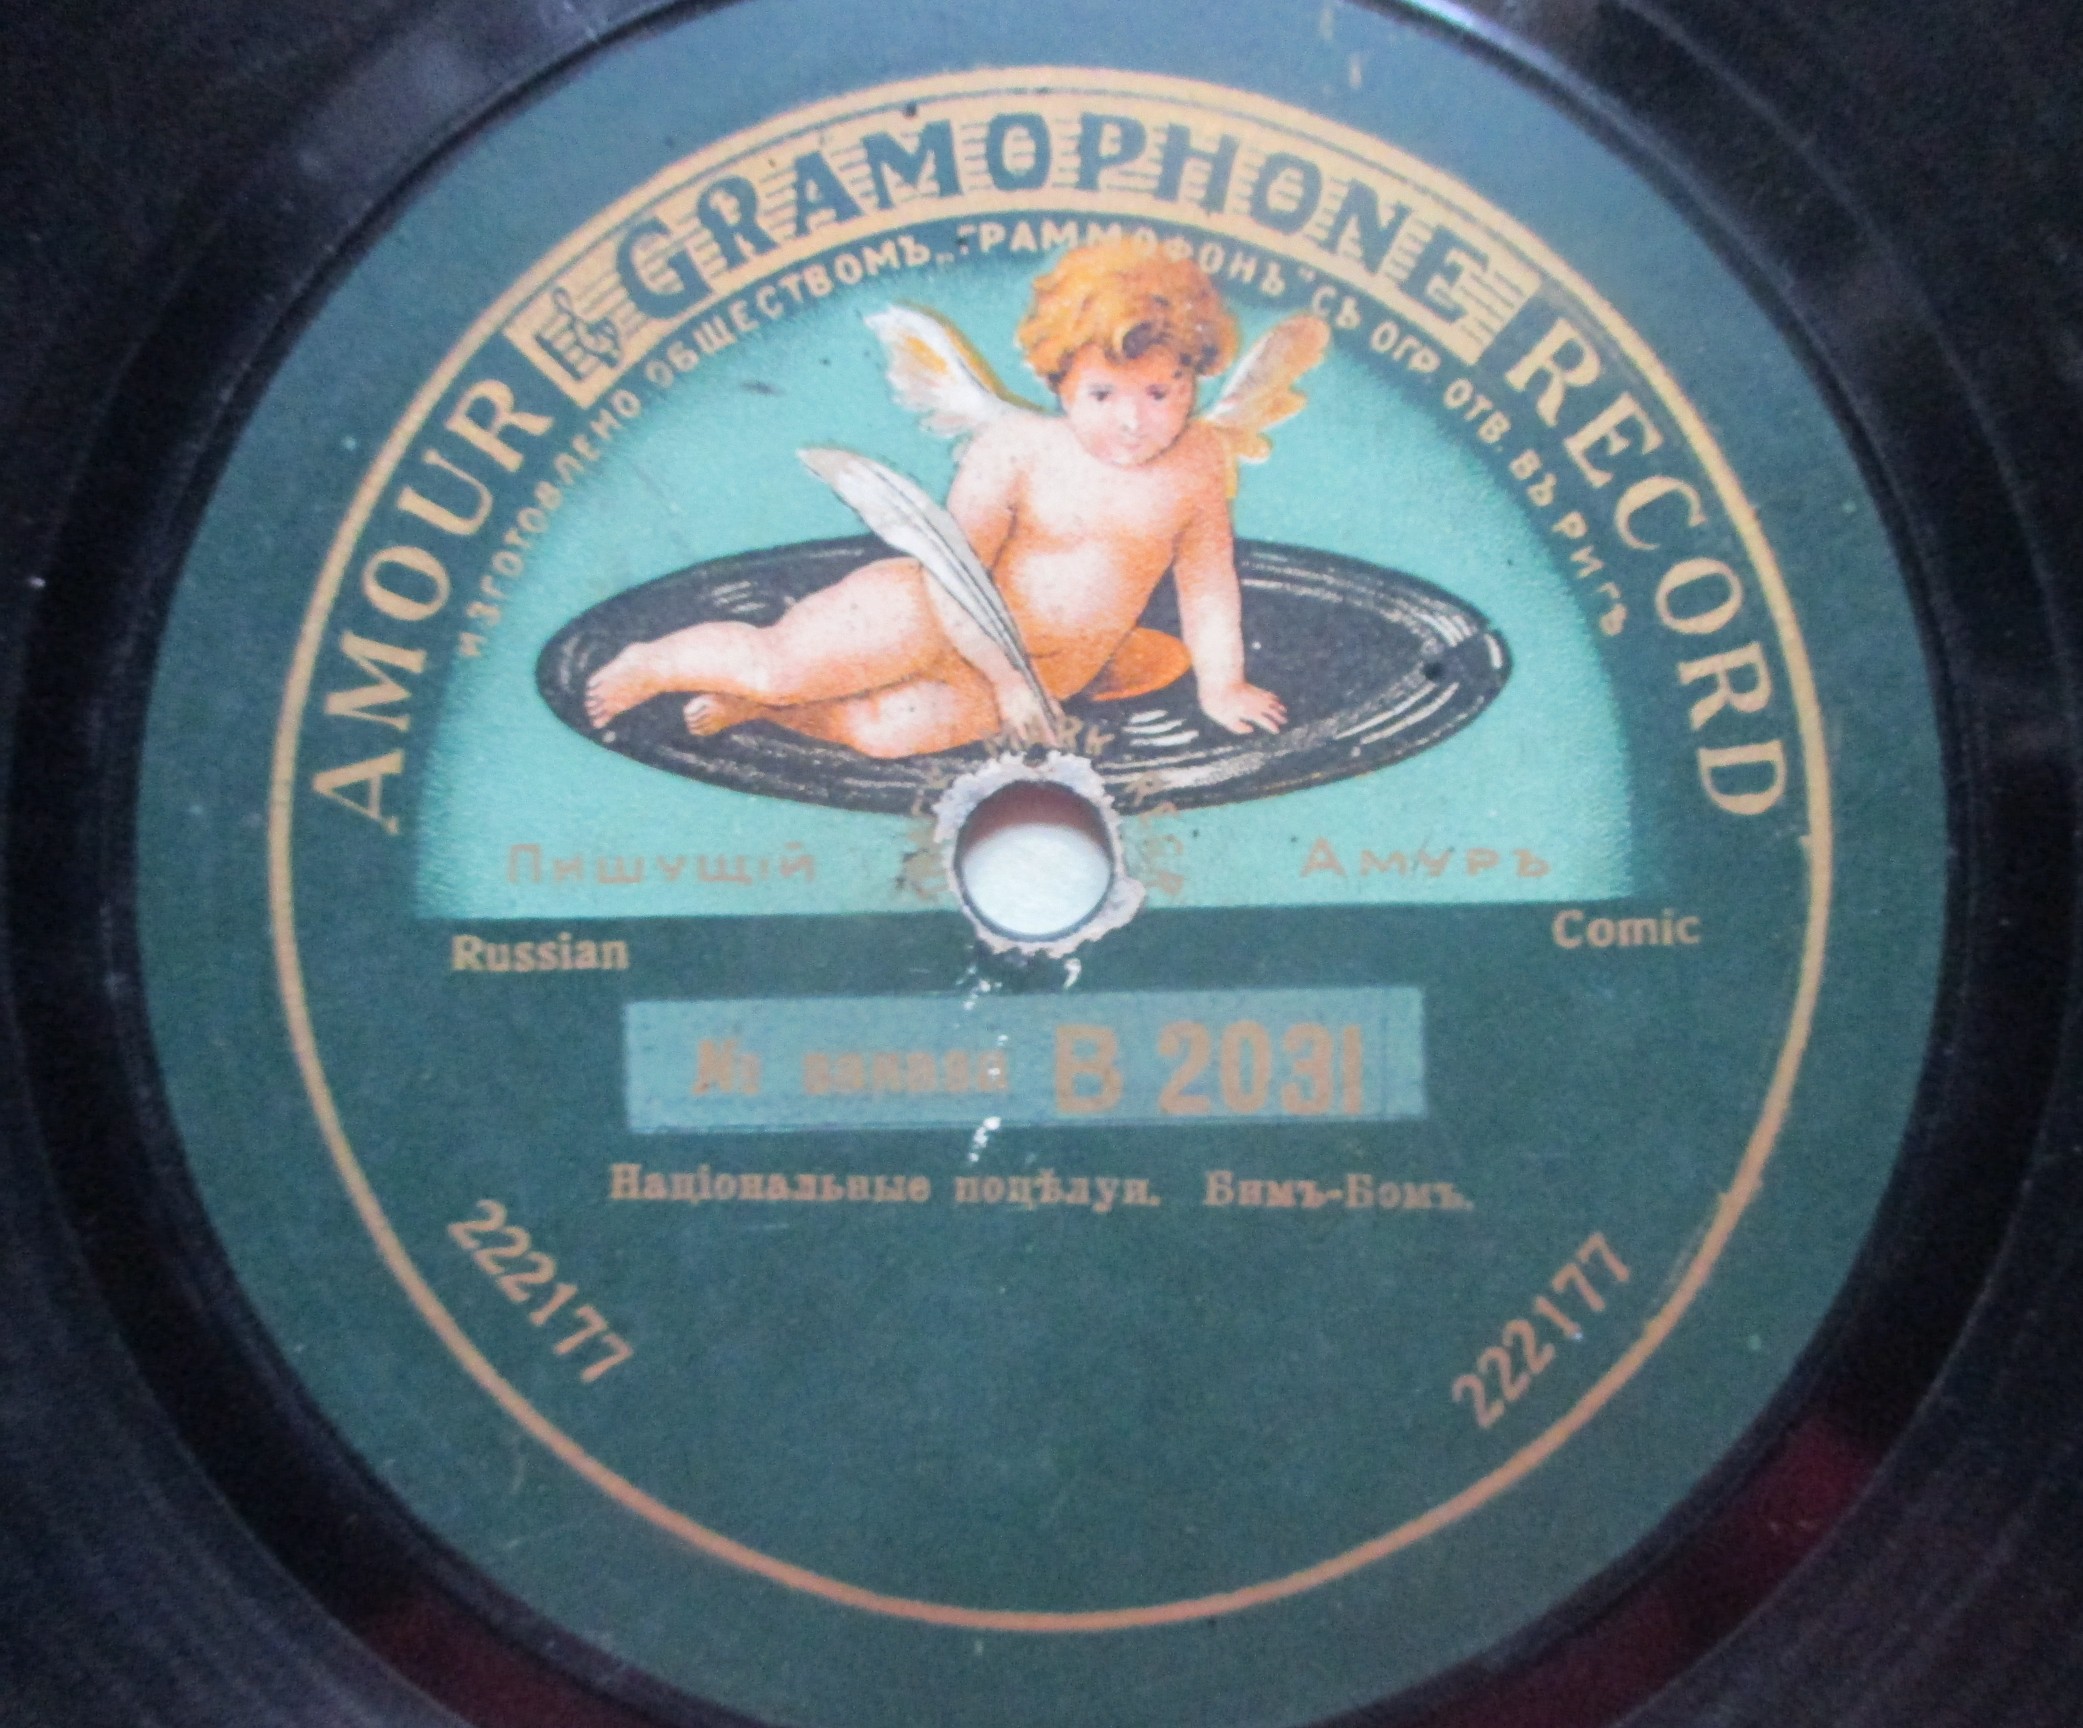 AMOUR GRAMOPHONE RECORD
ИЗГОТОВЛЕНО ОБЩЕСТВОМЪ „ГРАММОФОНЪ" СЪ ОГР. ОТВ. ВЪ РИГѢ
Пишущій Амуръ
Russian Comic
№ заказа В 2031
Національные поцѣлуи. Бимъ-Бомъ.
222177 222177